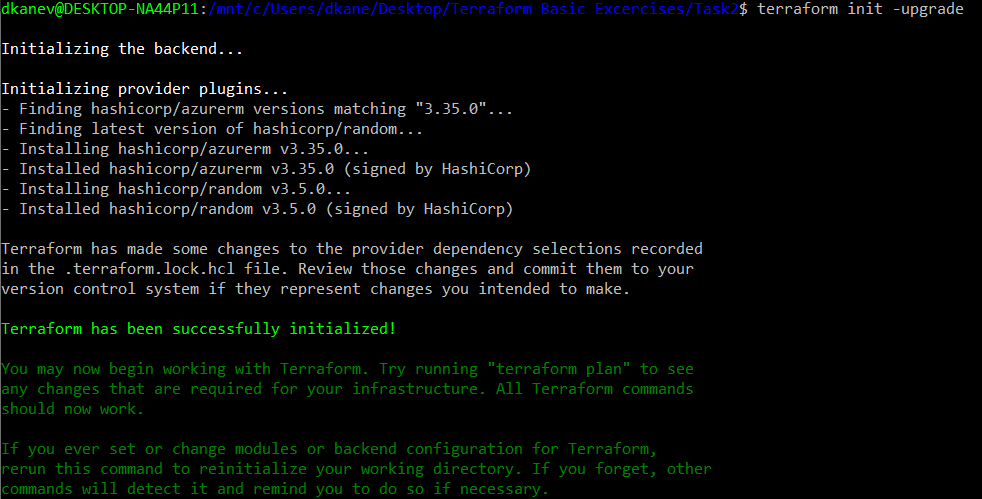 dkanev@DESKTOP-NA44P11:/mnt/c/Users/dkane/Desktop/Terraform Basic Excercises/Task2$ terraform init -upgrade
Initializing the backend...
Initializing provider plugins...
- Finding hashicorp/azurerm versions matching "3.35.0"...
- Finding latest version of hashicorp/random...
- Installing hashicorp/azurerm v3.35.0...
- Installed hashicorp/azurerm v3.35.0 (signed by HashiCorp)
- Installing hashicorp/random v3.5.0...
- Installed hashicorp/random v3.5.0 (signed by HashiCorp)
Terraform has made some changes to the provider dependency selections recorded
in the .terraform.lock.hcl file. Review those changes and commit them to your
version control system if they represent changes you intended to make.
Terraform has been successfully initialized!
You may now begin working with Terraform. Try running "terraform plan" to see
any changes that are required for your infrastructure. All Terraform commands
should now work.
If you ever set or change modules or backend configuration for Terraform,
rerun this command to reinitialize your working directory. If you forget, other
commands will detect it and remind you to do so if necessary.